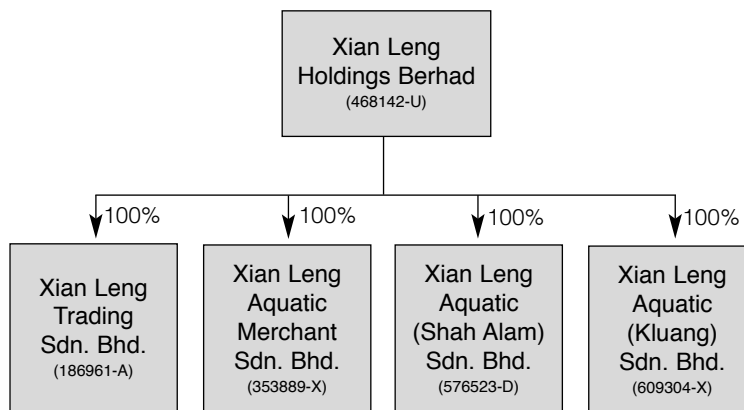 Xian Leng
Holdings Berhad
(468142-U)
100%
100%
100%
100%
Xian Leng
Trading
Sdn. Bhd.
(186961-A)
Xian Leng
Aquatic
Merchant
Sdn. Bhd.
(353889-X)
Xian Leng
Aquatic
(Shah Alam)
Sdn. Bhd.
(576523-D)
Xian Leng
Aquatic
(Kluang)
Sdn. Bhd.
(609304-X)